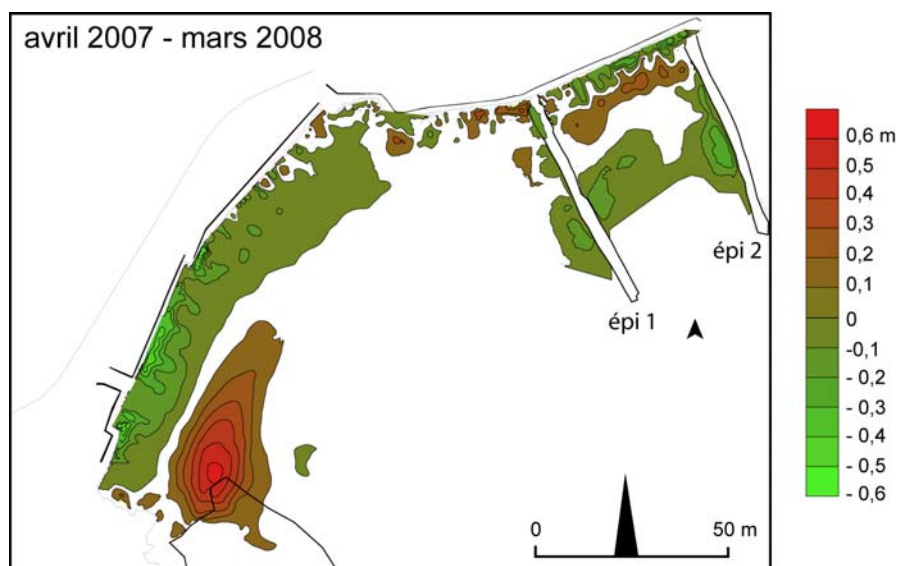 avril 2007 - mars 2008
épi 2
épi 1
0 50 m
0,6 m
0,5
0,4
0,3
0,2
0,1
0
-0,1
- 0,2
- 0,3
- 0,4
- 0,5
- 0,6